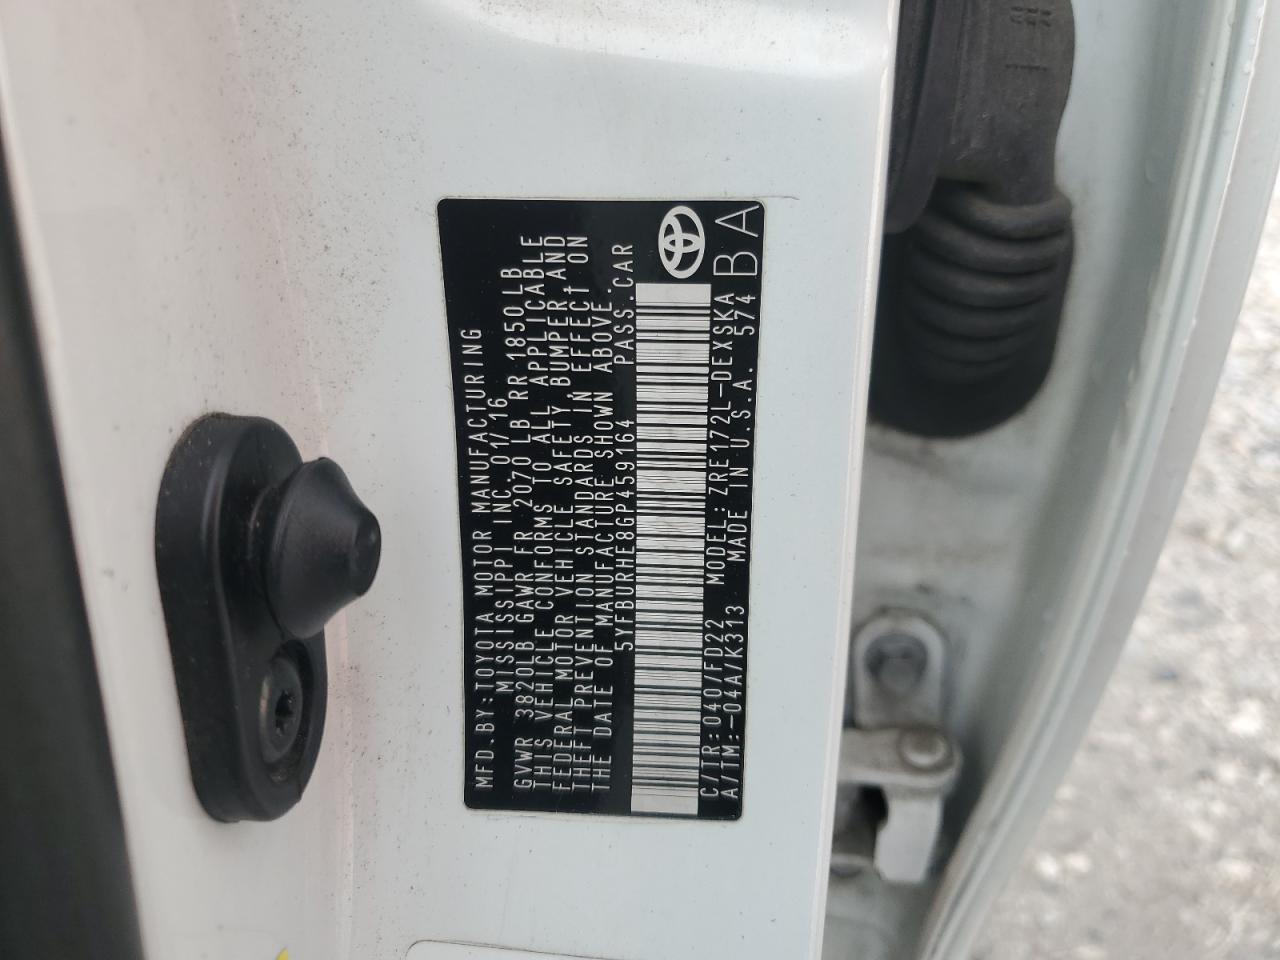 MFD.BY:TOYOTA MOTOR MANUFACTURING
MISSISSIPPI INC. 01/16
GVWR 3820LB GAWR FR 2070 LB RR 1850LB
THIS VEHICLE CONFORMS TO ALL APPLICABLE
FEDERAL MOTOR VEHICLE SAFETY, BUMPER, AND
THEFT PREVENTION STANDARDS IN EFFECT ON
THE DATE OF MANUFACTURE SHOWN ABOVE.
5YFBURHE8GP459164 PASS.CAR
C/TR:040/FD22 MODEL:ZRE172L-DEXSKA
A/TM:-04A/K313 MADE IN U.S.A. 574
BA